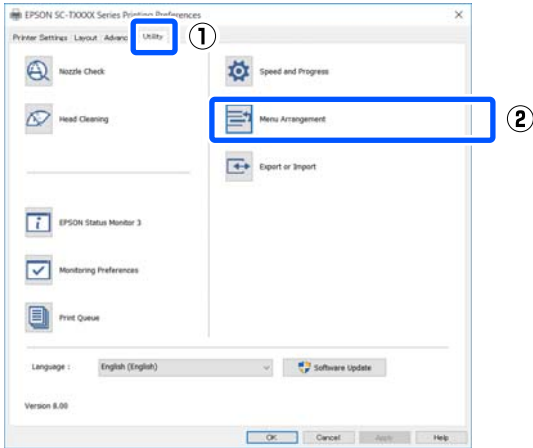 EPSON SC-TXXXX Series Printing Preferences
Printer Settings Layout Advanc Utility
①
Nozzle Check
Speed and Progress
Head Cleaning
Menu Arrangement
②
Export or Import
EPSON Status Monitor 3
Monitoring Preferences
Print Queue
Language : English (English) Software Update
Version 8.00
OK Cancel Apply Help